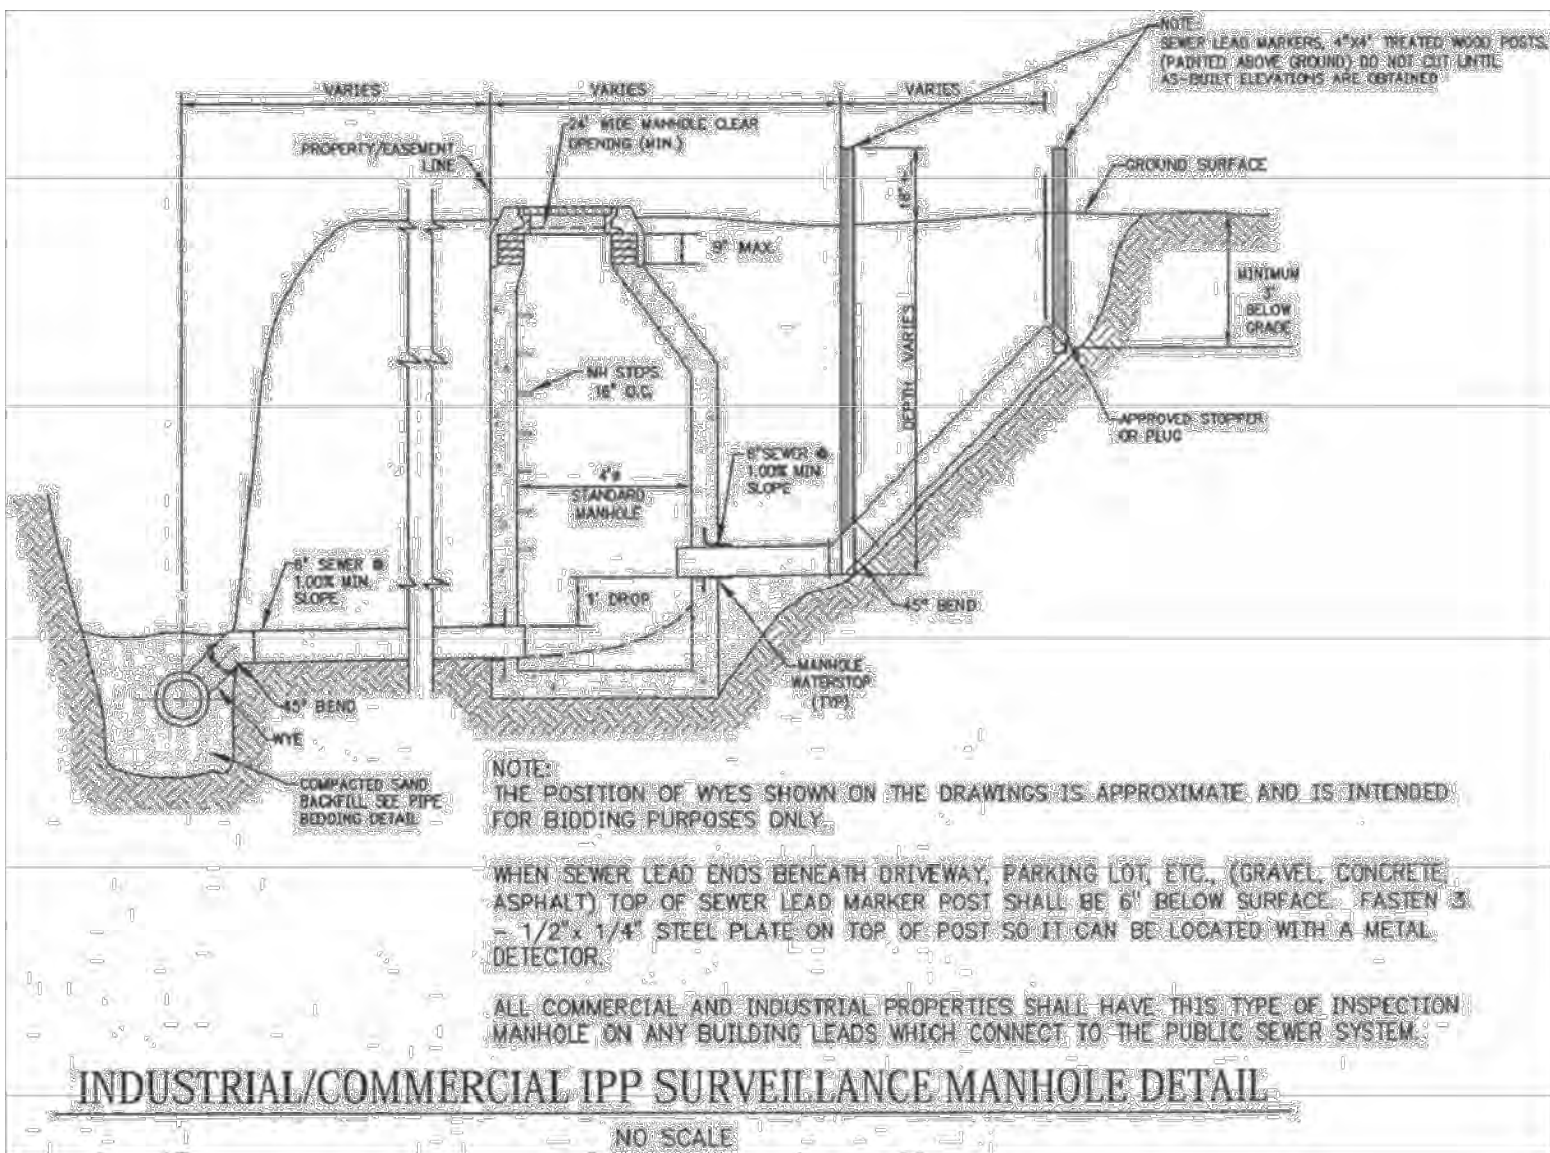 NOTE:
SEWER LEAD MARKERS, 4"X4" TREATED WOOD POSTS,
(PAINTED ABOVE GROUND) DO NOT CUT UNTIL
AS-BUILT ELEVATIONS ARE OBTAINED
VARIES
VARIES
VARIES
24" WIDE MANHOLE CLEAR
OPENING (MIN.)
PROPERTY/EASEMENT
LINE
GROUND SURFACE
18"±
9" MAX.
MINIMUM
3'
BELOW
GRADE
DEPTH VARIES
MH STEPS
16" O.C.
APPROVED STOPPER
OR PLUG
SEWER @
1.00% MIN.
SLOPE
4'ø
STANDARD
MANHOLE
SEWER @
1.00% MIN.
SLOPE
1' DROP
45° BEND
MANHOLE
WATERSTOP
(TYP)
45° BEND
WYE
COMPACTED SAND
BACKFILL SEE PIPE
BEDDING DETAIL
NOTE:
THE POSITION OF WYES SHOWN ON THE DRAWINGS IS APPROXIMATE AND IS INTENDED
FOR BIDDING PURPOSES ONLY.
WHEN SEWER LEAD ENDS BENEATH DRIVEWAY, PARKING LOT, ETC., (GRAVEL, CONCRETE,
ASPHALT) TOP OF SEWER LEAD MARKER POST SHALL BE 6" BELOW SURFACE. FASTEN 3
- 1/2"x 1/4" STEEL PLATE ON TOP OF POST SO IT CAN BE LOCATED WITH A METAL
DETECTOR.
ALL COMMERCIAL AND INDUSTRIAL PROPERTIES SHALL HAVE THIS TYPE OF INSPECTION
MANHOLE ON ANY BUILDING LEADS WHICH CONNECT TO THE PUBLIC SEWER SYSTEM.
INDUSTRIAL/COMMERCIAL IPP SURVEILLANCE MANHOLE DETAIL
NO SCALE